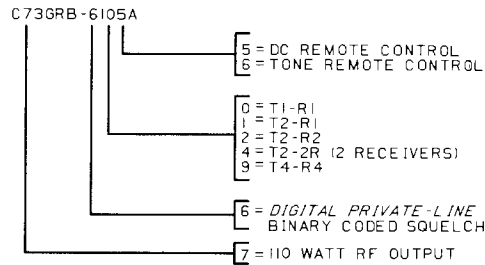 C73GRB-6105A
5 = DC REMOTE CONTROL
6 = TONE REMOTE CONTROL
0 = T1-R1
1 = T2-R1
2 = T2-R2
4 = T2-2R (2 RECEIVERS)
9 = T4-R4
6 = DIGITAL PRIVATE-LINE
BINARY CODED SQUELCH
7 = 110 WATT RF OUTPUT